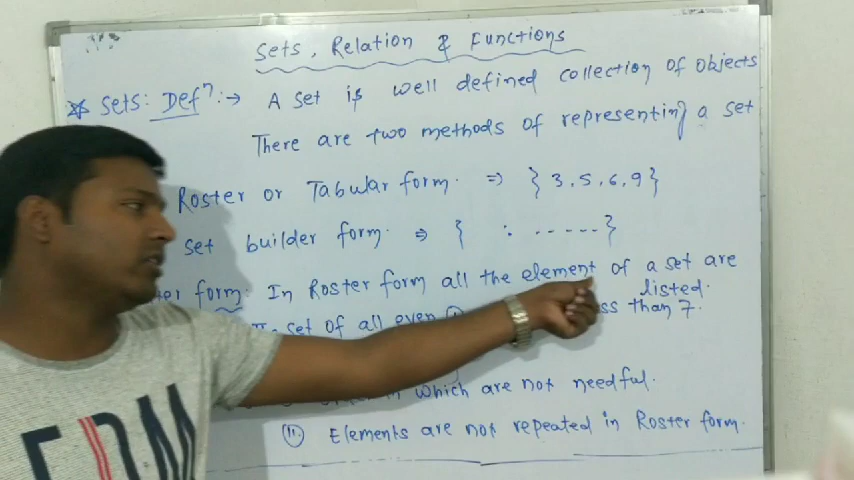 Sets, Relation & Functions
* Sets: Defⁿ :→ A set is well defined collection of objects
There are two methods of representing a set
Roster or Tabular form. ⇒ { 3, 5, 6, 9 }
Set builder form. ⇒ { : ----- }
form. In Roster form all the element of a set are
listed.
set of all even
than 7.
in which are not needful.
(ii) Elements are not repeated in Roster form.